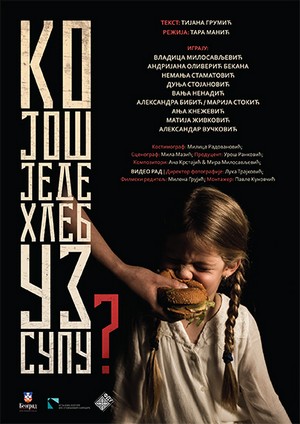 КО
ЈОШ
ЈЕДЕ
ХЛЕБ
УЗ
СУПУ
?
ТЕКСТ: ТИЈАНА ГРУМИЋ
РЕЖИЈА: ТАРА МАНИЋ
ИГРАЈУ:
ВЛАДИЦА МИЛОСАВЉЕВИЋ
АНДРИЈАНА ОЛИВЕРИЋ БЕКАНА
НЕМАЊА СТАМАТОВИЋ
ДУЊА СТОЈАНОВИЋ
ВАЊА НЕНАДИЋ
АЛЕКСАНДРА БИБИЋ / МАРИЈА СТОКИЋ
АЊА КНЕЖЕВИЋ
МАТИЈА ЖИВКОВИЋ
АЛЕКСАНДАР ВУЧКОВИЋ
Костимограф: Милица Радовановић,
Сценограф: Мила Мазић, Продуцент: Урош Ранковић,
Композитори: Ана Крстајић & Мира Милосављевић,
ВИДЕО РАД | Директор фотографије: Лука Трајковић,
Филмски редитељ: Милена Грујић; Монтажер: Павле Куковичић
Београд